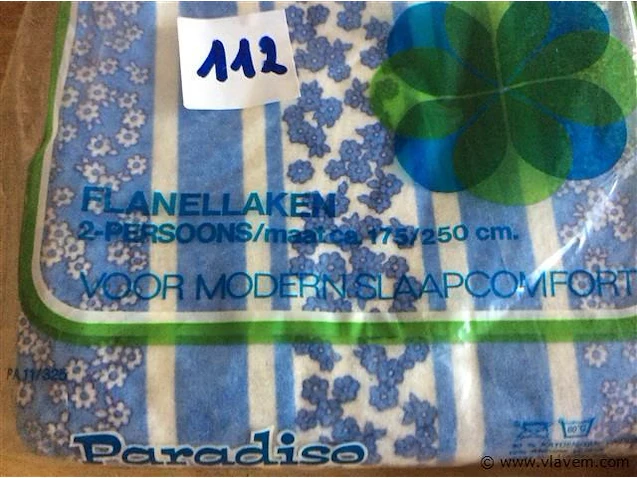 112
FLANELLAKEN
2-PERSOONS/maat ca. 175/250 cm.
VOOR MODERN SLAAPCOMFORT
PA 11/325
Paradiso
© www.vlavem.com